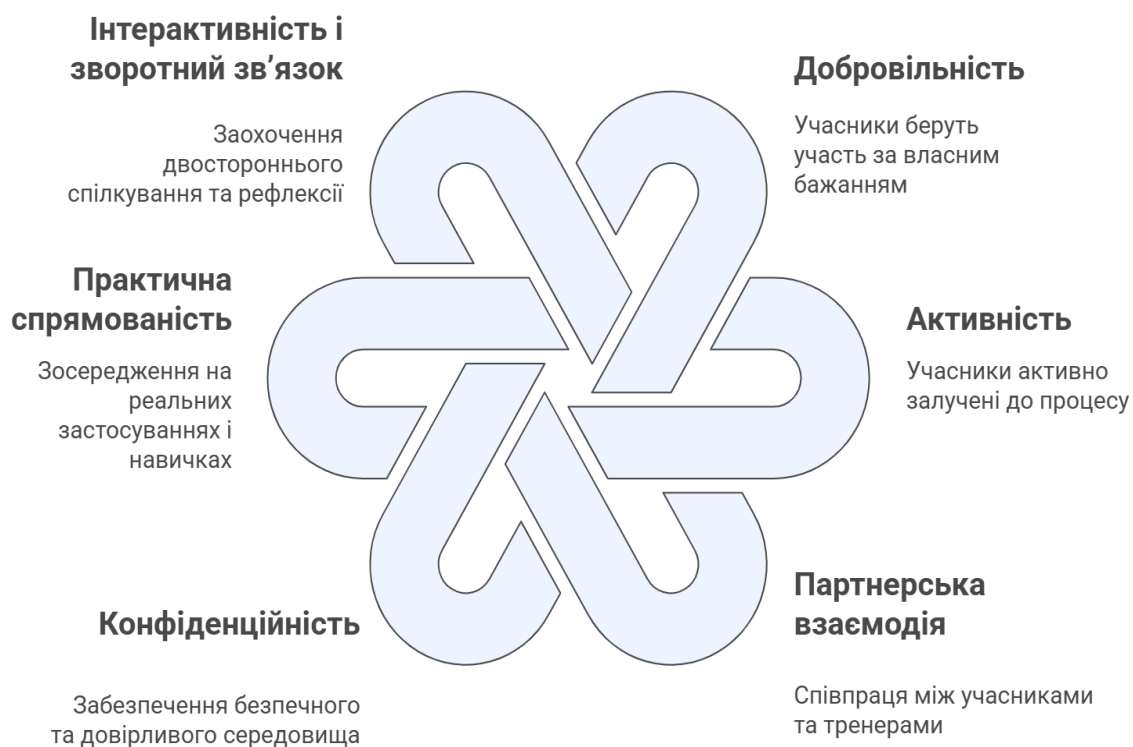 Інтерактивність і
зворотний зв’язок
Заохочення
двостороннього
спілкування та рефлексії
Добровільність
Учасники беруть
участь за власним
бажанням
Практична
спрямованість
Зосередження на
реальних
застосуваннях і
навичках
Активність
Учасники активно
залучені до процесу
Конфіденційність
Забезпечення безпечного
та довірливого середовища
Партнерська
взаємодія
Співпраця між учасниками
та тренерами